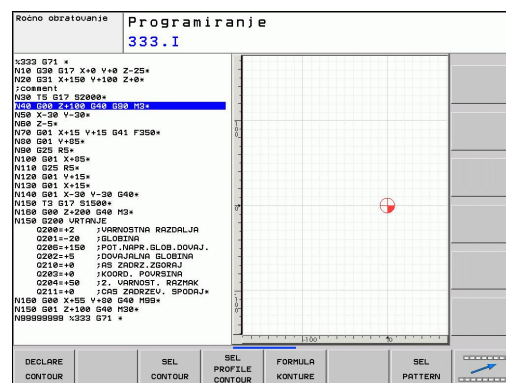 Ročno obratovanje
Programiranje
333.I
%333 G71 *
N10 G30 G17 X+0 Y+0 Z-25*
N20 G31 X+150 Y+100 Z+0*
;comment
N30 T5 G17 S2000*
N40 G00 Z+100 G40 G90 M3*
N50 X-30 Y-30*
N60 Z-5*
N70 G01 X+15 Y+15 G41 F350*
N80 G01 Y+85*
N90 G25 R5*
N100 G01 X+85*
N110 G25 R5*
N120 G01 Y+15*
N130 G01 X+15*
N140 G01 X-30 Y-30 G40*
N150 T3 G17 S1500*
N160 G00 Z+200 G40 M3*
N150 G200 VRTANJE
Q200=+2 ;VARNOSTNA RAZDALJA
Q201=-20 ;GLOBINA
Q206=+150 ;POT.NAPR.GLOB.DOVAJ.
Q202=+5 ;DOVAJALNA GLOBINA
Q210=+0 ;AS ZADRZ.ZGORAJ
Q203=+0 ;KOORD. POVRSINA
Q204=+50 ;2. VARNOST. RAZMAK
Q211=+0 ;CAS ZADRZEV. SPODAJ*
N160 G00 X+55 Y+80 G40 M99*
N150 G01 Z+100 G40 M30*
N99999999 %333 G71 *
100
0
-100
-100
0
DECLARE
CONTOUR
SEL
CONTOUR
SEL
PROFILE
CONTOUR
FORMULA
KONTURE
SEL
PATTERN